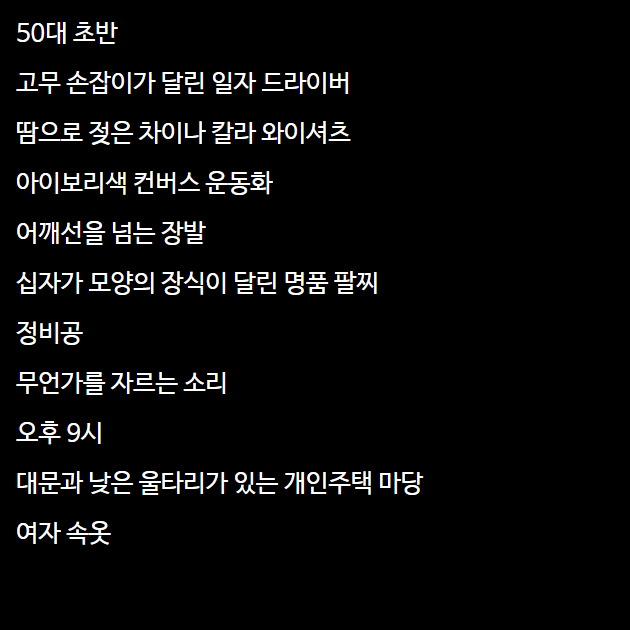 50대 초반
고무 손잡이가 달린 일자 드라이버
땀으로 젖은 차이나 칼라 와이셔츠
아이보리색 컨버스 운동화
어깨선을 넘는 장발
십자가 모양의 장식이 달린 명품 팔찌
정비공
무언가를 자르는 소리
오후 9시
대문과 낮은 울타리가 있는 개인주택 마당
여자 속옷